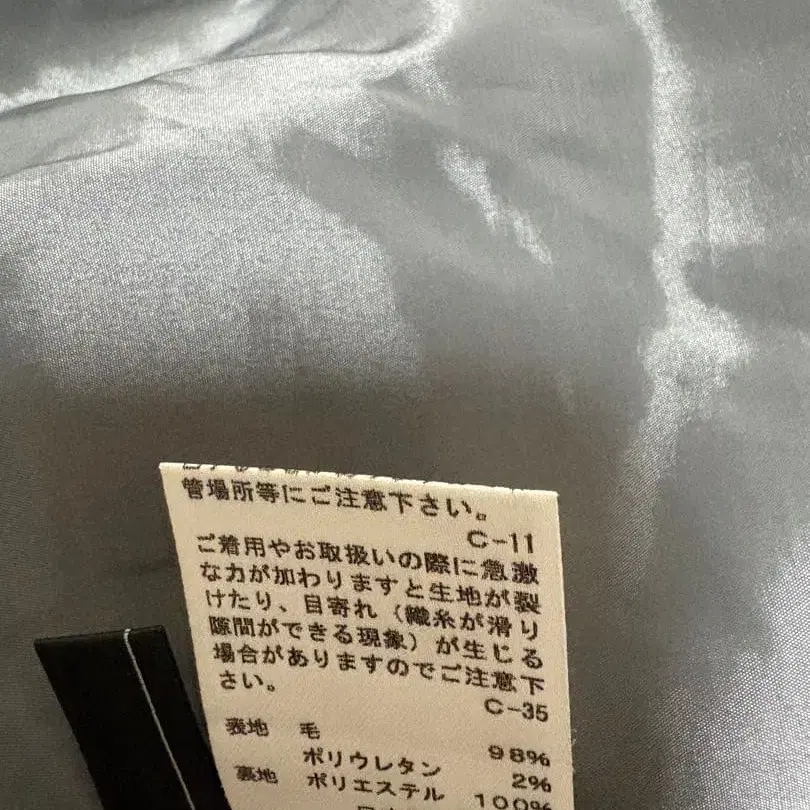 管場所等にご注意下さい。
C-11
ご着用やお取扱いの際に急激
な力が加わりますと生地が裂
けたり、目寄れ（織糸が滑り
隙間ができる現象）が生じる
場合がありますのでご注意下
さい。
C-35
表地 毛 98%
ポリウレタン 2%
裏地 ポリエステル 100%